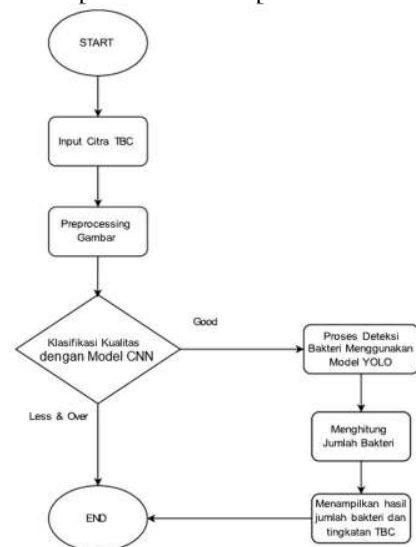 START
Input Citra TBC
Preprocessing
Gambar
Klasifikasi Kualitas
dengan Model CNN
Good
Proses Deteksi
Bakteri Menggunakan
Model YOLO
Less & Over
Menghitung
Jumlah Bakteri
Menampilkan hasil
jumlah bakteri dan
tingkatan TBC
END